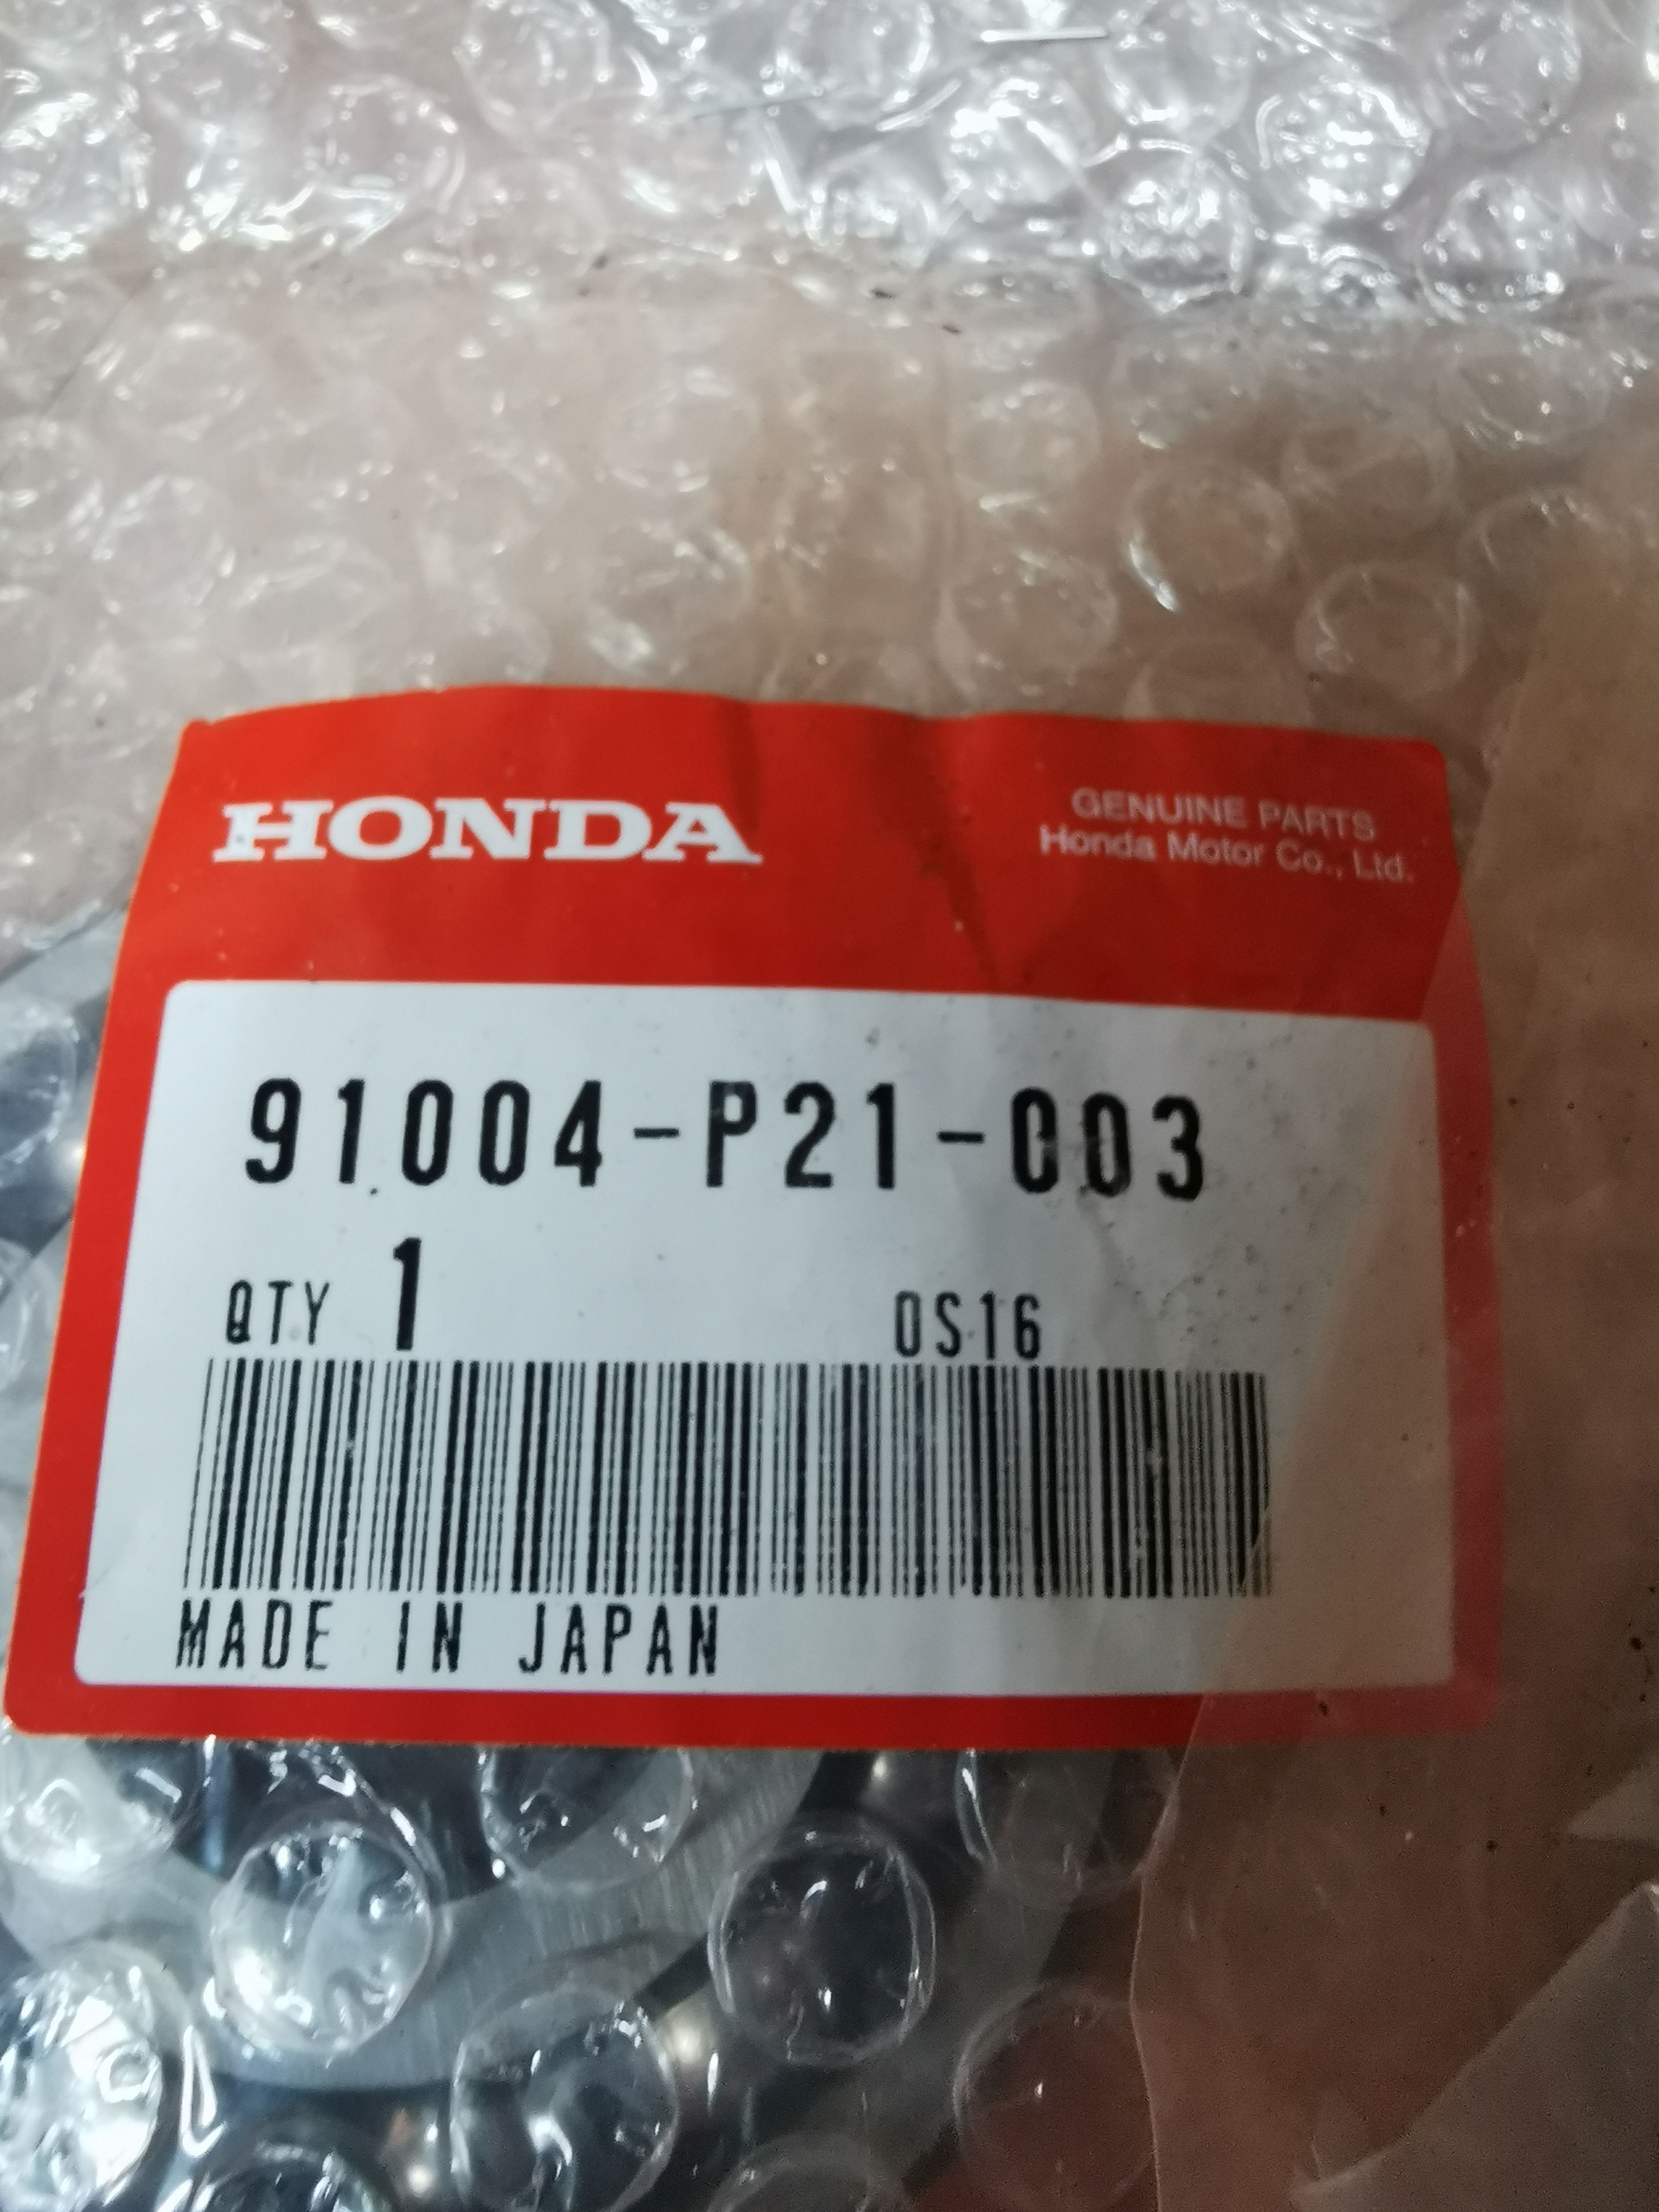 HONDA
GENUINE PARTS
Honda Motor Co., Ltd.
91004-P21-003
QTY 1
0S16
MADE IN JAPAN